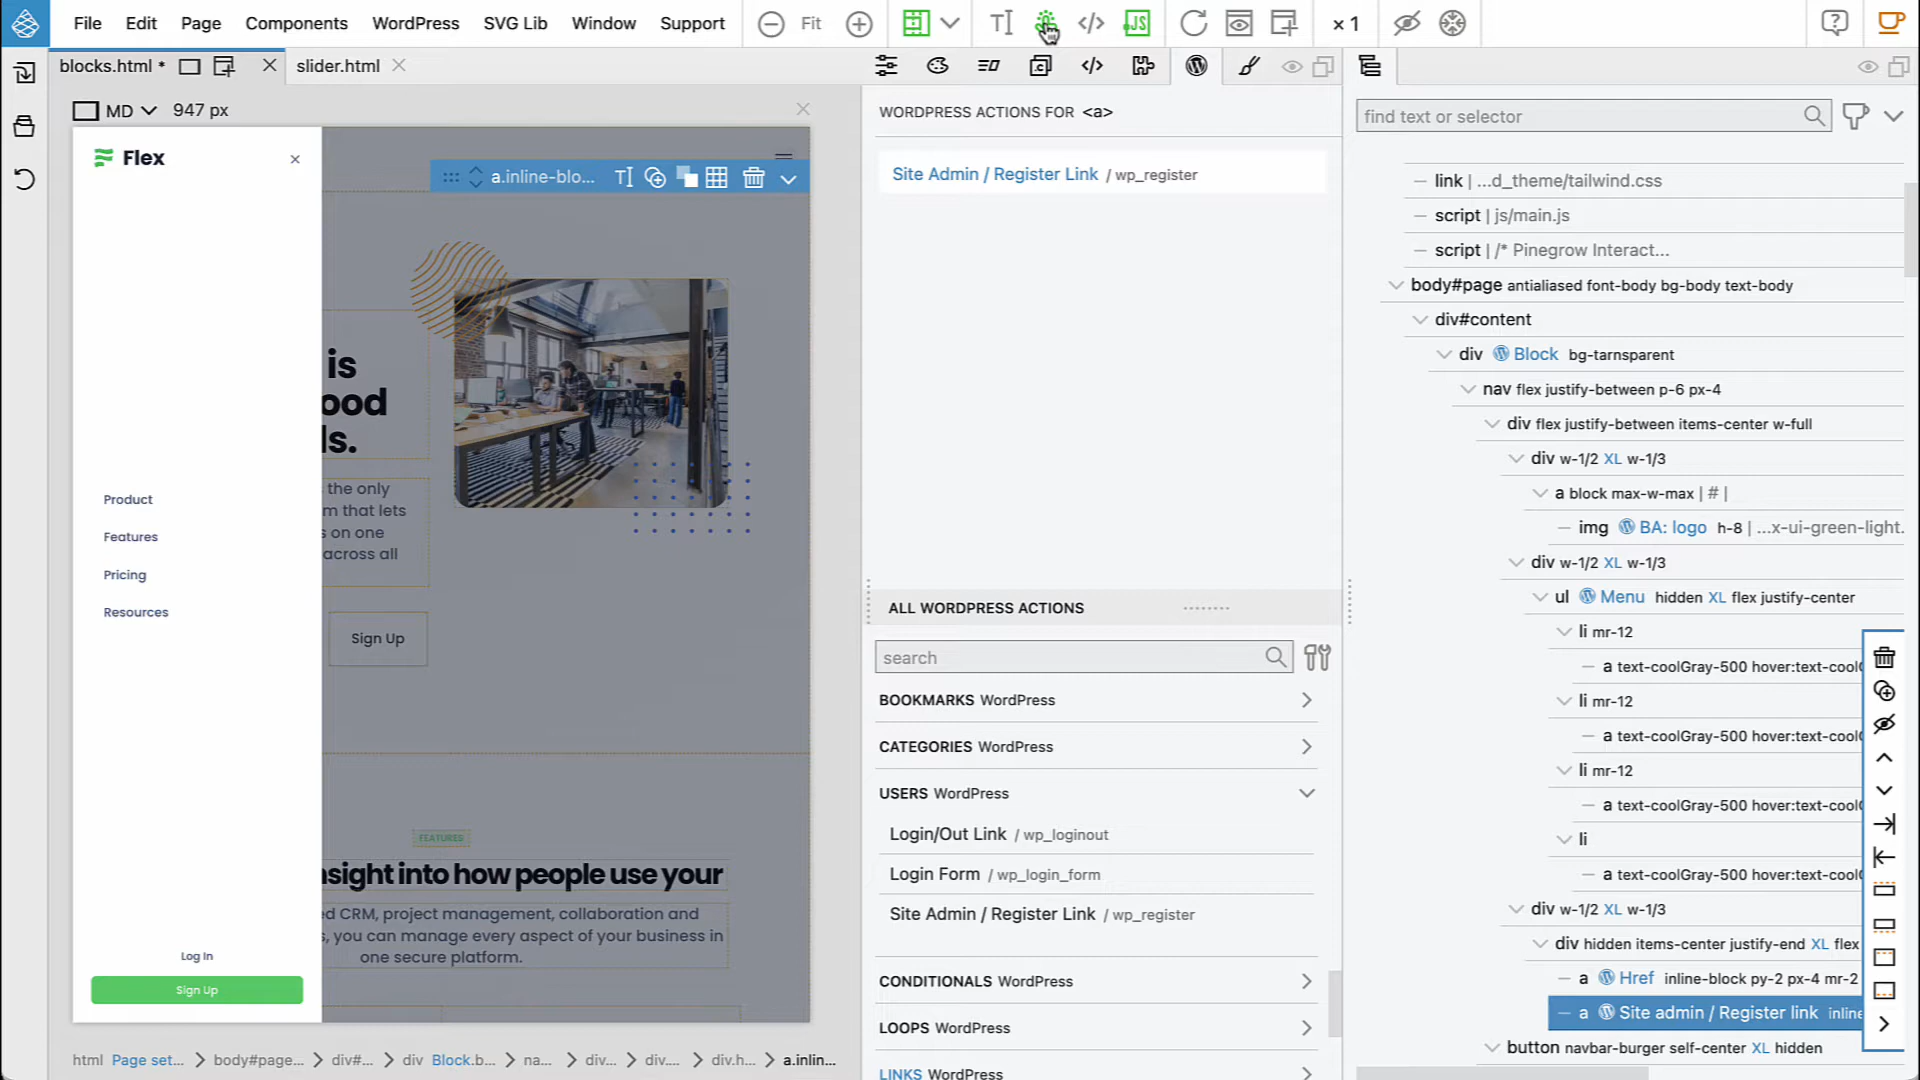 File Edit Page Components WordPress SVG Lib Window Support Fit JS × 1
blocks.html * slider.html
MD 947 px
Flex
a.inline-blo...
is
ood
ls.
the only
m that lets
s on one
across all
Product
Features
Pricing
Resources
Sign Up
FEATURES
nsight into how people use your
ed CRM, project management, collaboration and
s, you can manage every aspect of your business in
one secure platform.
Log In
Sign Up
html Page set... body#page... div#... div Block.b... na... div... div.... div.h... a.inlin...
WORDPRESS ACTIONS FOR <a>
Site Admin / Register Link / wp_register
ALL WORDPRESS ACTIONS
search
BOOKMARKS WordPress
CATEGORIES WordPress
USERS WordPress
Login/Out Link / wp_loginout
Login Form / wp_login_form
Site Admin / Register Link / wp_register
CONDITIONALS WordPress
LOOPS WordPress
LINKS WordPress
find text or selector
link | ...d_theme/tailwind.css
script | js/main.js
script | /* Pinegrow Interact...
body#page antialiased font-body bg-body text-body
div#content
div Block bg-tarnsparent
nav flex justify-between p-6 px-4
div flex justify-between items-center w-full
div w-1/2 XL w-1/3
a block max-w-max | # |
img BA: logo h-8 | ...x-ui-green-light.
div w-1/2 XL w-1/3
ul Menu hidden XL flex justify-center
li mr-12
a text-coolGray-500 hover:text-coolG
li mr-12
a text-coolGray-500 hover:text-coolG
li mr-12
a text-coolGray-500 hover:text-coolG
li
a text-coolGray-500 hover:text-coolG
div w-1/2 XL w-1/3
div hidden items-center justify-end XL flex
a Href inline-block py-2 px-4 mr-2
a Site admin / Register link inline
button navbar-burger self-center XL hidden